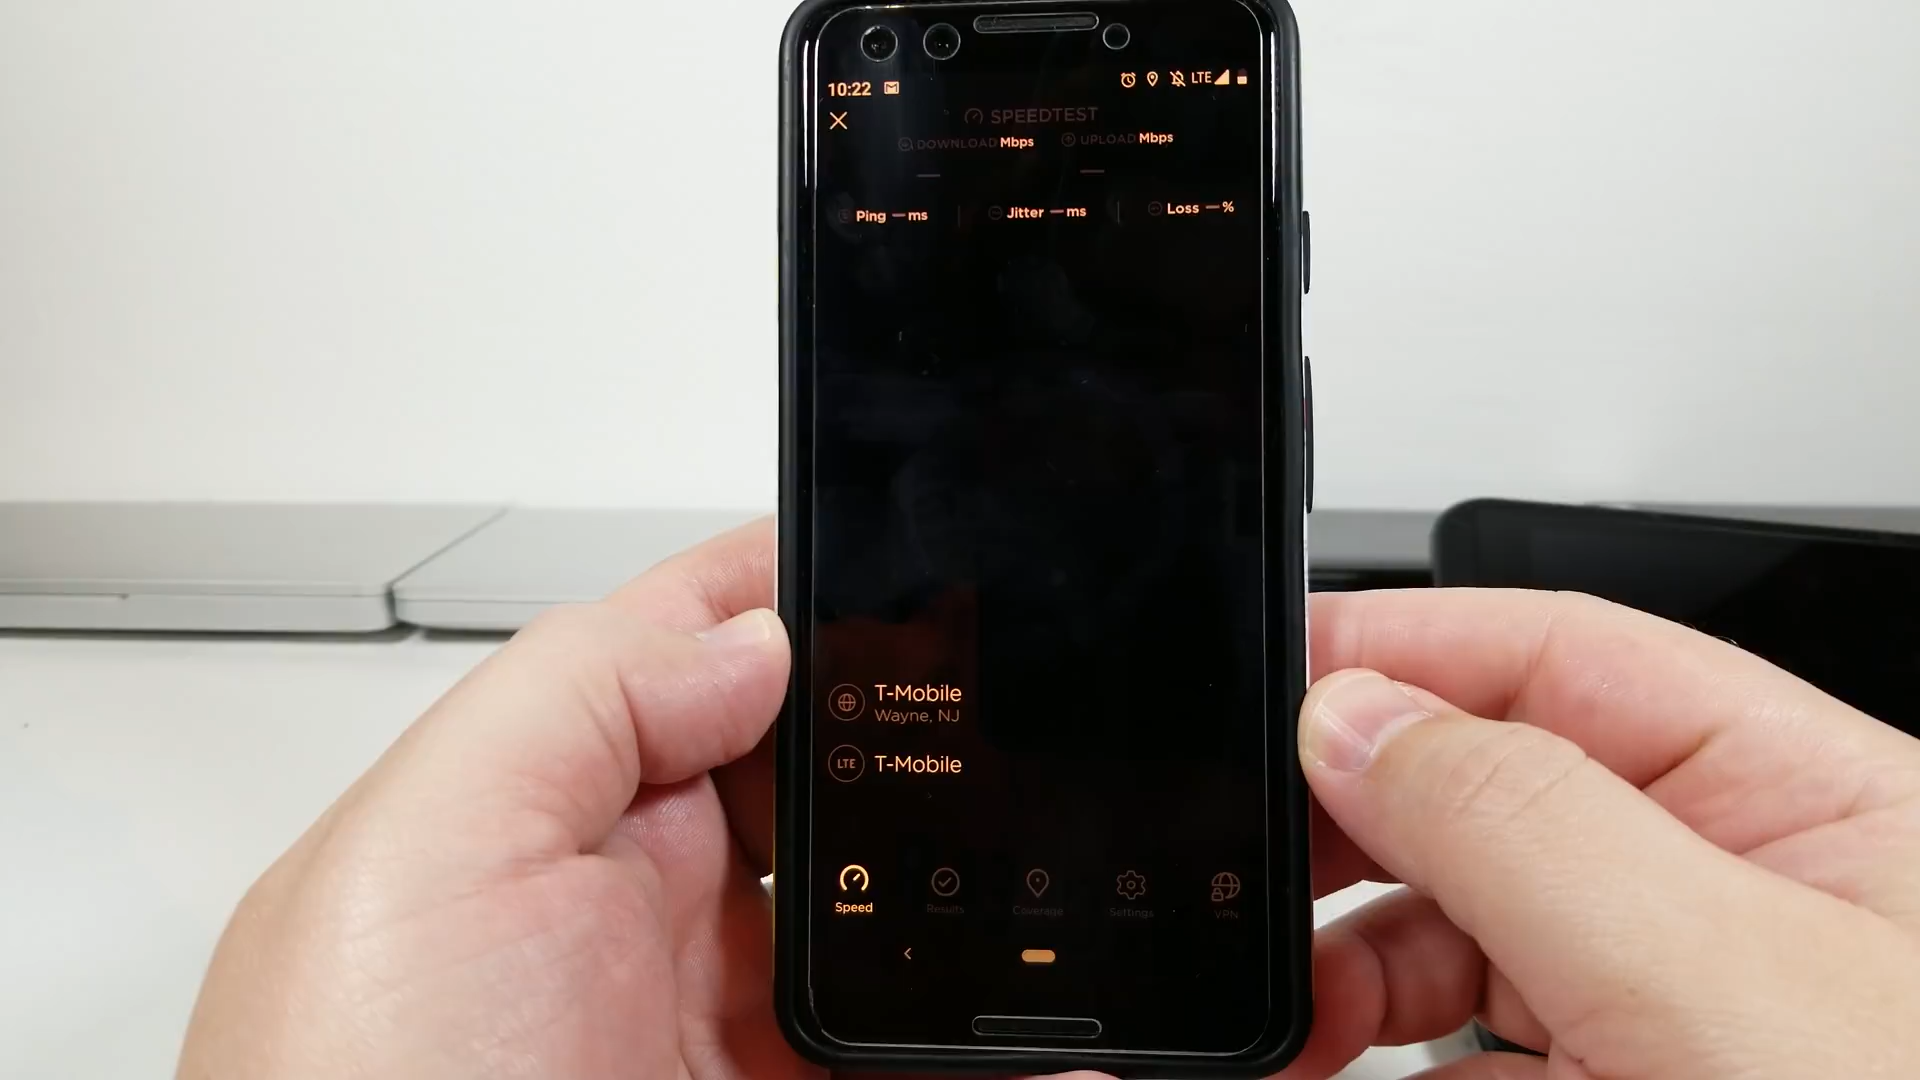 10:22 LTE
SPEEDTEST
DOWNLOAD Mbps UPLOAD Mbps
Ping — ms Jitter — ms Loss — %
T-Mobile
Wayne, NJ
LTE T-Mobile
Speed Results Coverage Settings VPN